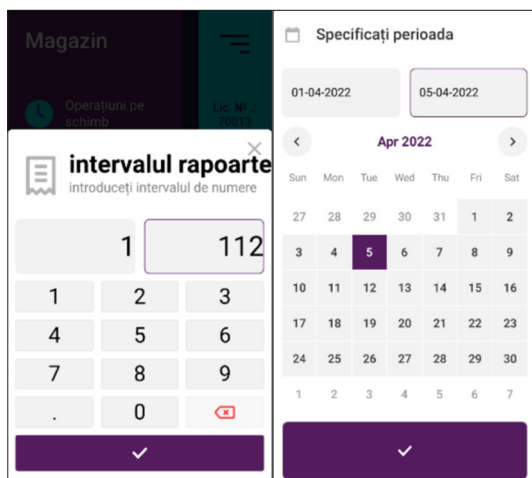 Magazin
Operațiuni pe
schimb
Lic. № .:
70013
intervalul rapoarte
introduceți intervalul de numere
1 112
1 2 3
4 5 6
7 8 9
. 0
Specificați perioada
01-04-2022 05-04-2022
Apr 2022
Sun Mon Tue Wed Thu Fri Sat
27 28 29 30 31 1 2
3 4 5 6 7 8 9
10 11 12 13 14 15 16
17 18 19 20 21 22 23
24 25 26 27 28 29 30
1 2 3 4 5 6 7